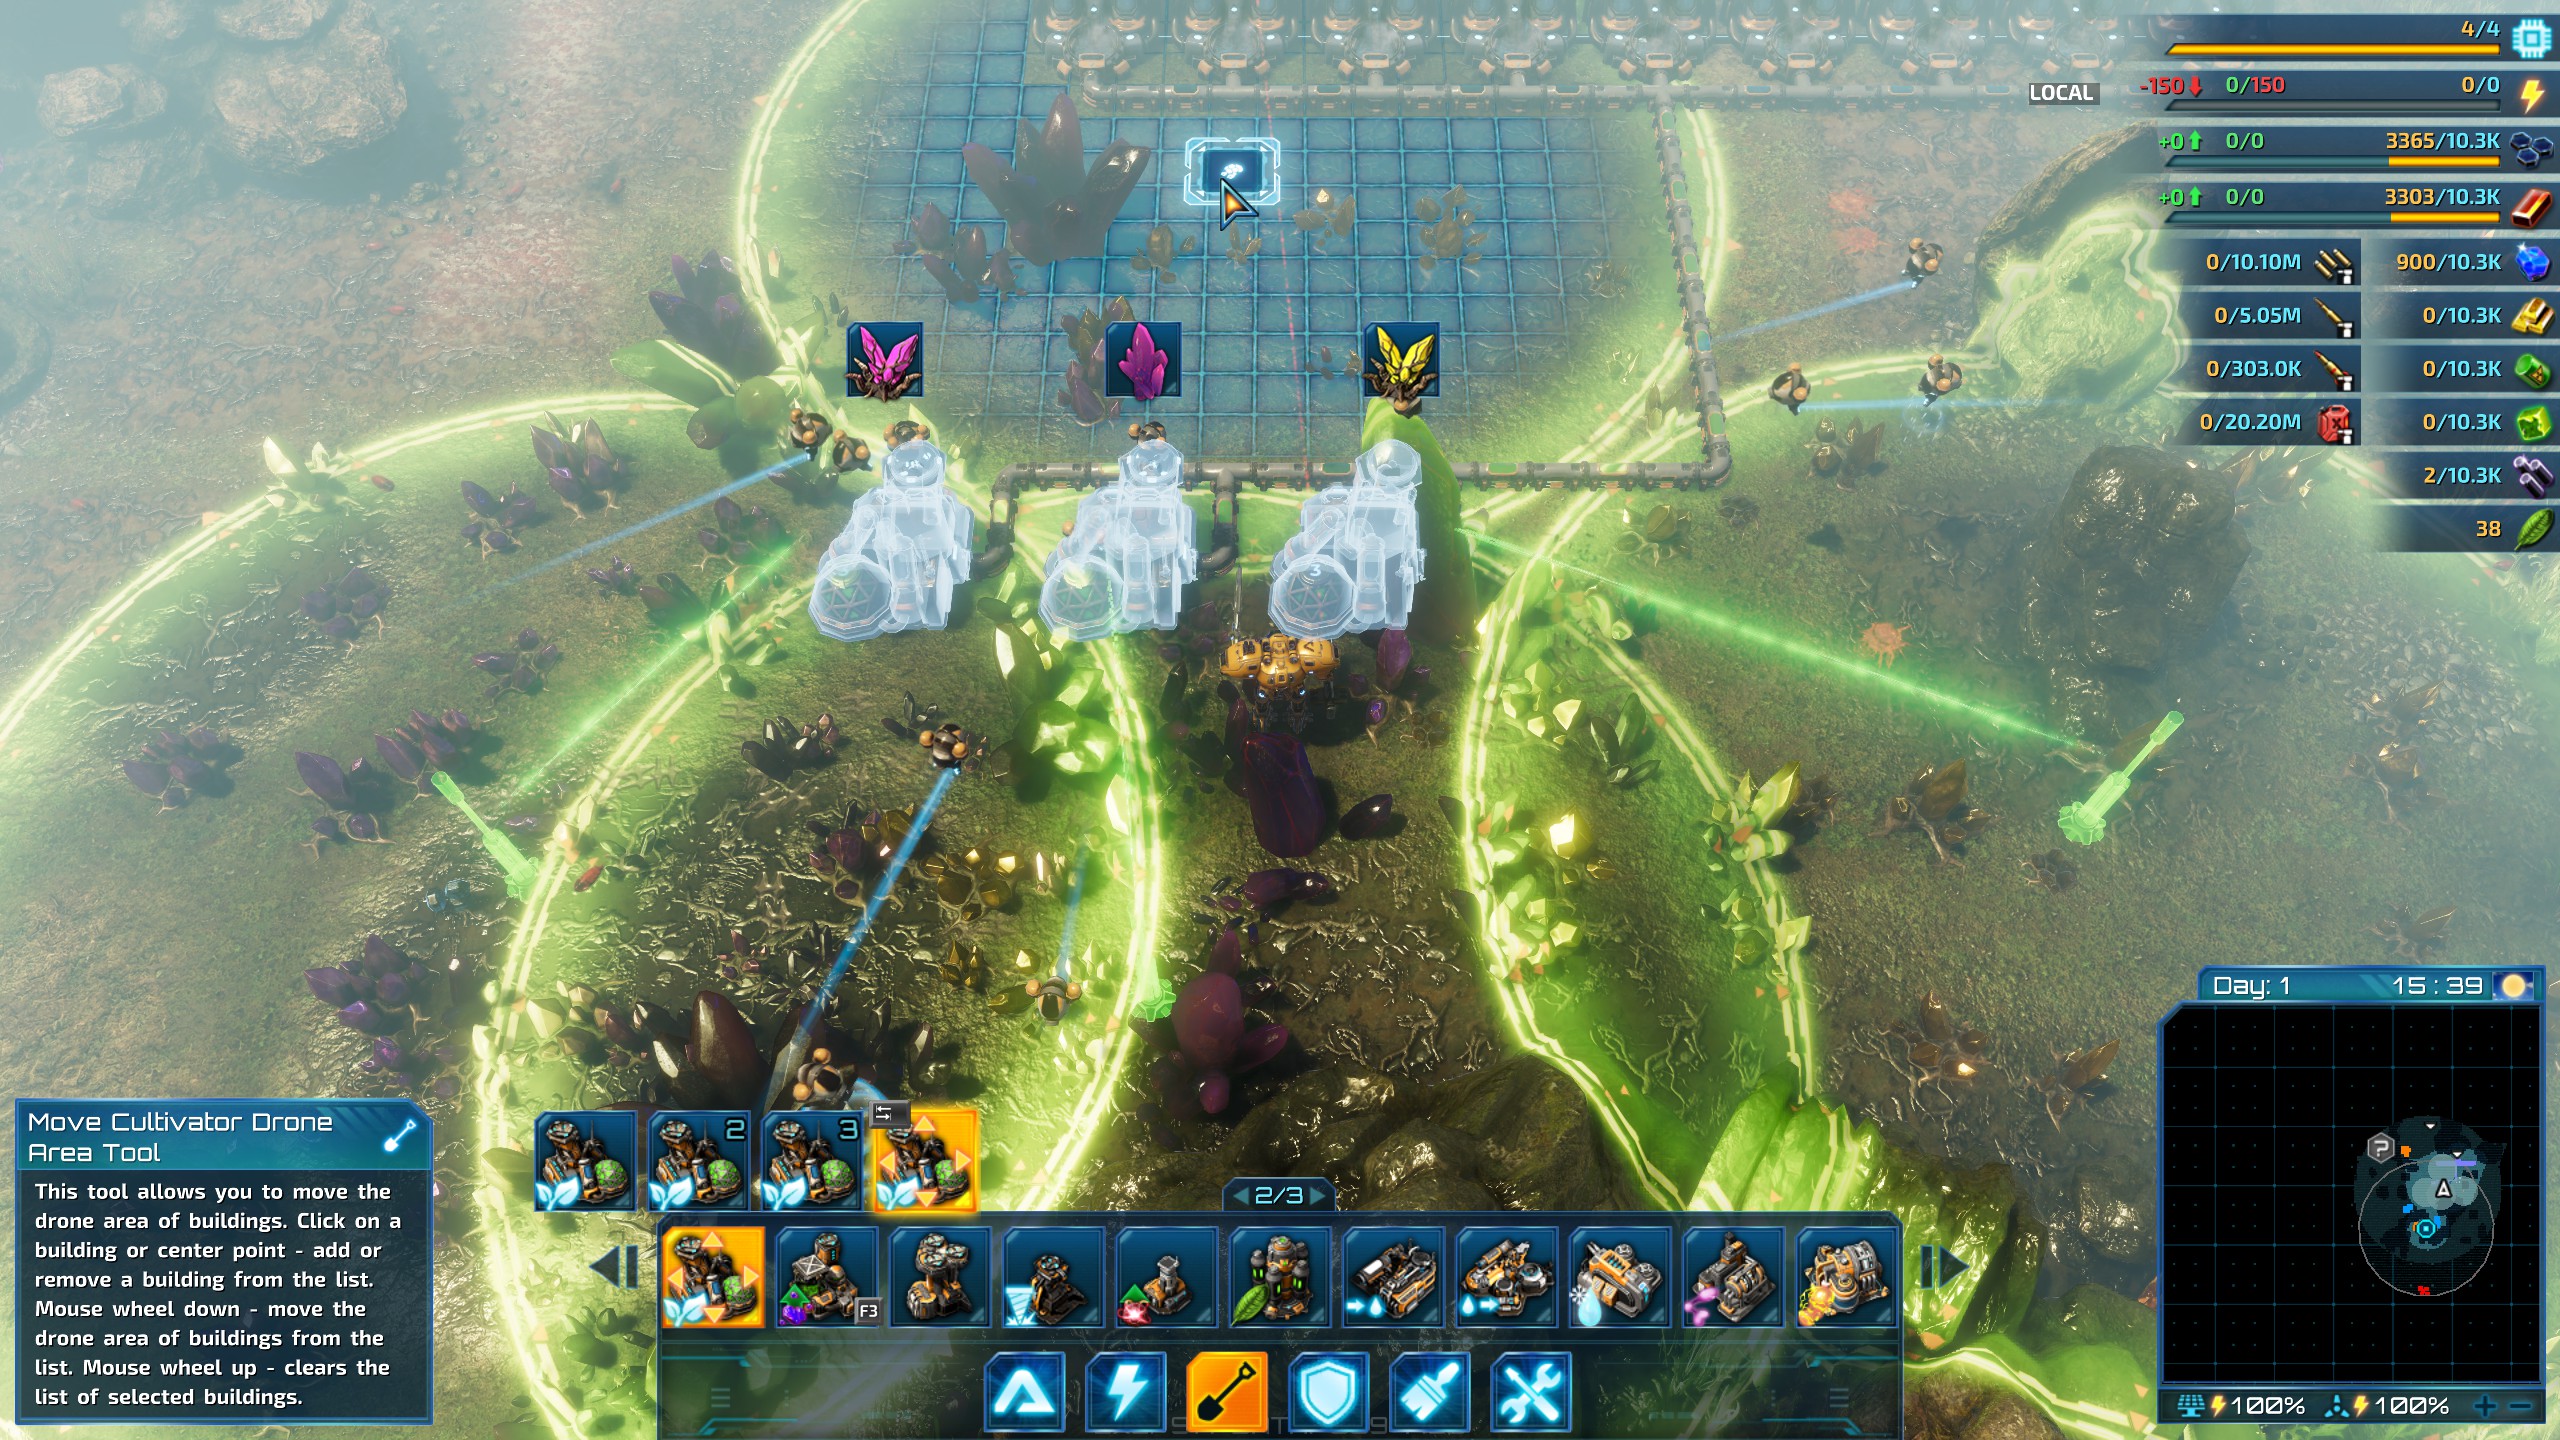 4/4
LOCAL
-150 0/150 0/0
+0 0/0 3365/10.3K
+0 0/0 3303/10.3K
0/10.10M 900/10.3K
0/5.05M 0/10.3K
0/303.0K 0/10.3K
0/20.20M 0/10.3K
2/10.3K
38
3
Day: 1 15:39
?
A
100% 100%
Move Cultivator Drone
Area Tool
This tool allows you to move the
drone area of buildings. Click on a
building or center point - add or
remove a building from the list.
Mouse wheel down - move the
drone area of buildings from the
list. Mouse wheel up - clears the
list of selected buildings.
2
3
2/3
F3